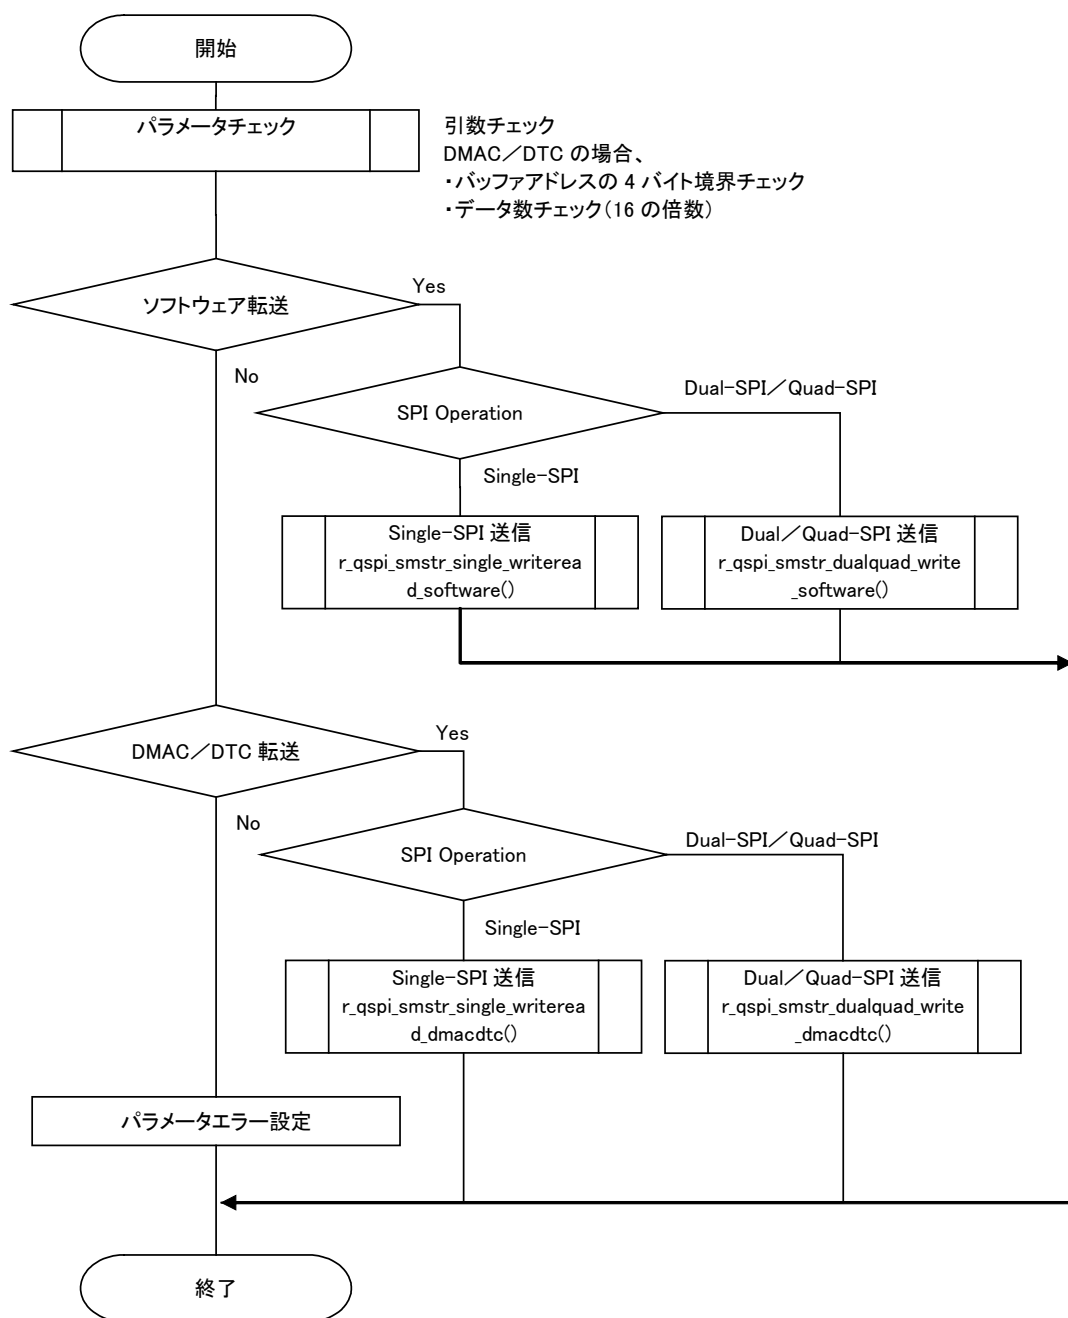 開始
パラメータチェック
引数チェック
DMAC／DTC の場合、
・バッファアドレスの 4 バイト境界チェック
・データ数チェック（16 の倍数）
ソフトウェア転送
Yes
No
SPI Operation
Dual-SPI／Quad-SPI
Single-SPI
Single-SPI 送信
r_qspi_smstr_single_writerea
d_software()
Dual／Quad-SPI 送信
r_qspi_smstr_dualquad_write
_software()
DMAC／DTC 転送
Yes
No
SPI Operation
Dual-SPI／Quad-SPI
Single-SPI
Single-SPI 送信
r_qspi_smstr_single_writerea
d_dmacdtc()
Dual／Quad-SPI 送信
r_qspi_smstr_dualquad_write
_dmacdtc()
パラメータエラー設定
終了